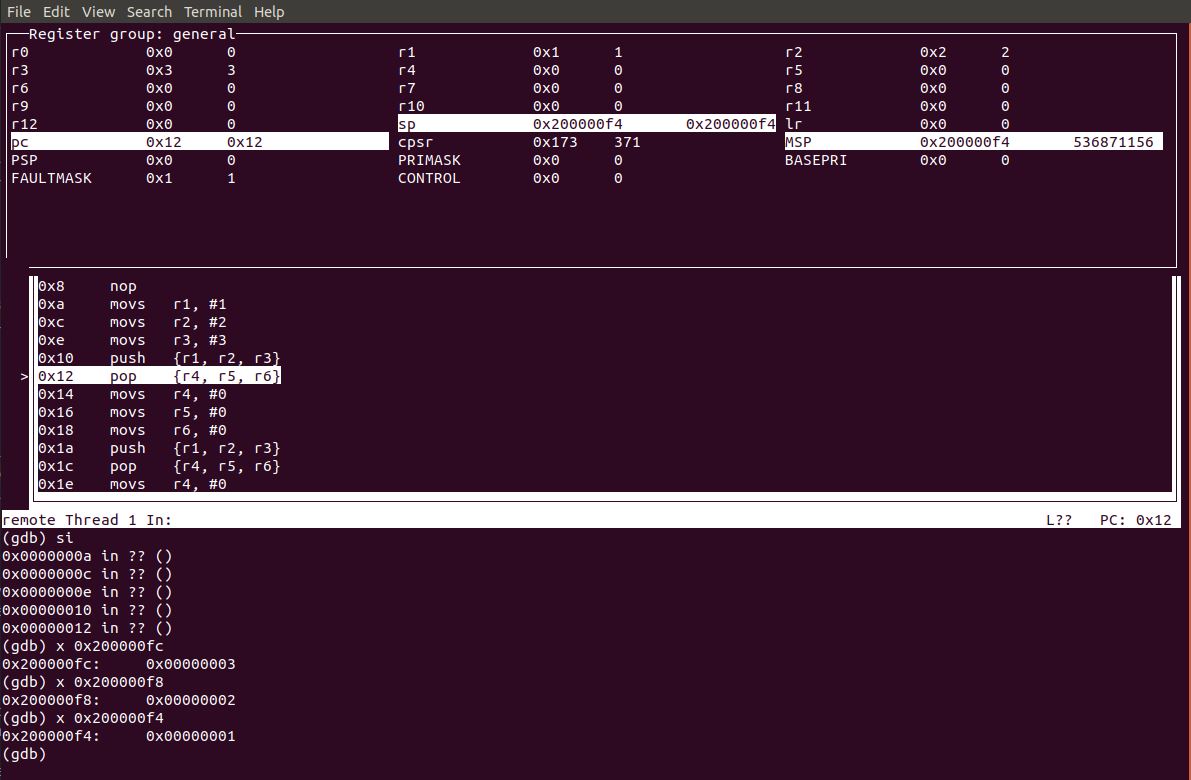 File Edit View Search Terminal Help
Register group: general
r0 0x0 0 r1 0x1 1 r2 0x2 2
r3 0x3 3 r4 0x0 0 r5 0x0 0
r6 0x0 0 r7 0x0 0 r8 0x0 0
r9 0x0 0 r10 0x0 0 r11 0x0 0
r12 0x0 0 sp 0x200000f4 0x200000f4 lr 0x0 0
pc 0x12 0x12 cpsr 0x173 371 MSP 0x200000f4 536871156
PSP 0x0 0 PRIMASK 0x0 0 BASEPRI 0x0 0
FAULTMASK 0x1 1 CONTROL 0x0 0
0x8 nop
0xa movs r1, #1
0xc movs r2, #2
0xe movs r3, #3
0x10 push {r1, r2, r3}
>0x12 pop {r4, r5, r6}
0x14 movs r4, #0
0x16 movs r5, #0
0x18 movs r6, #0
0x1a push {r1, r2, r3}
0x1c pop {r4, r5, r6}
0x1e movs r4, #0
remote Thread 1 In: L?? PC: 0x12
(gdb) si
0x0000000a in ?? ()
0x0000000c in ?? ()
0x0000000e in ?? ()
0x00000010 in ?? ()
0x00000012 in ?? ()
(gdb) x 0x200000fc
0x200000fc: 0x00000003
(gdb) x 0x200000f8
0x200000f8: 0x00000002
(gdb) x 0x200000f4
0x200000f4: 0x00000001
(gdb)